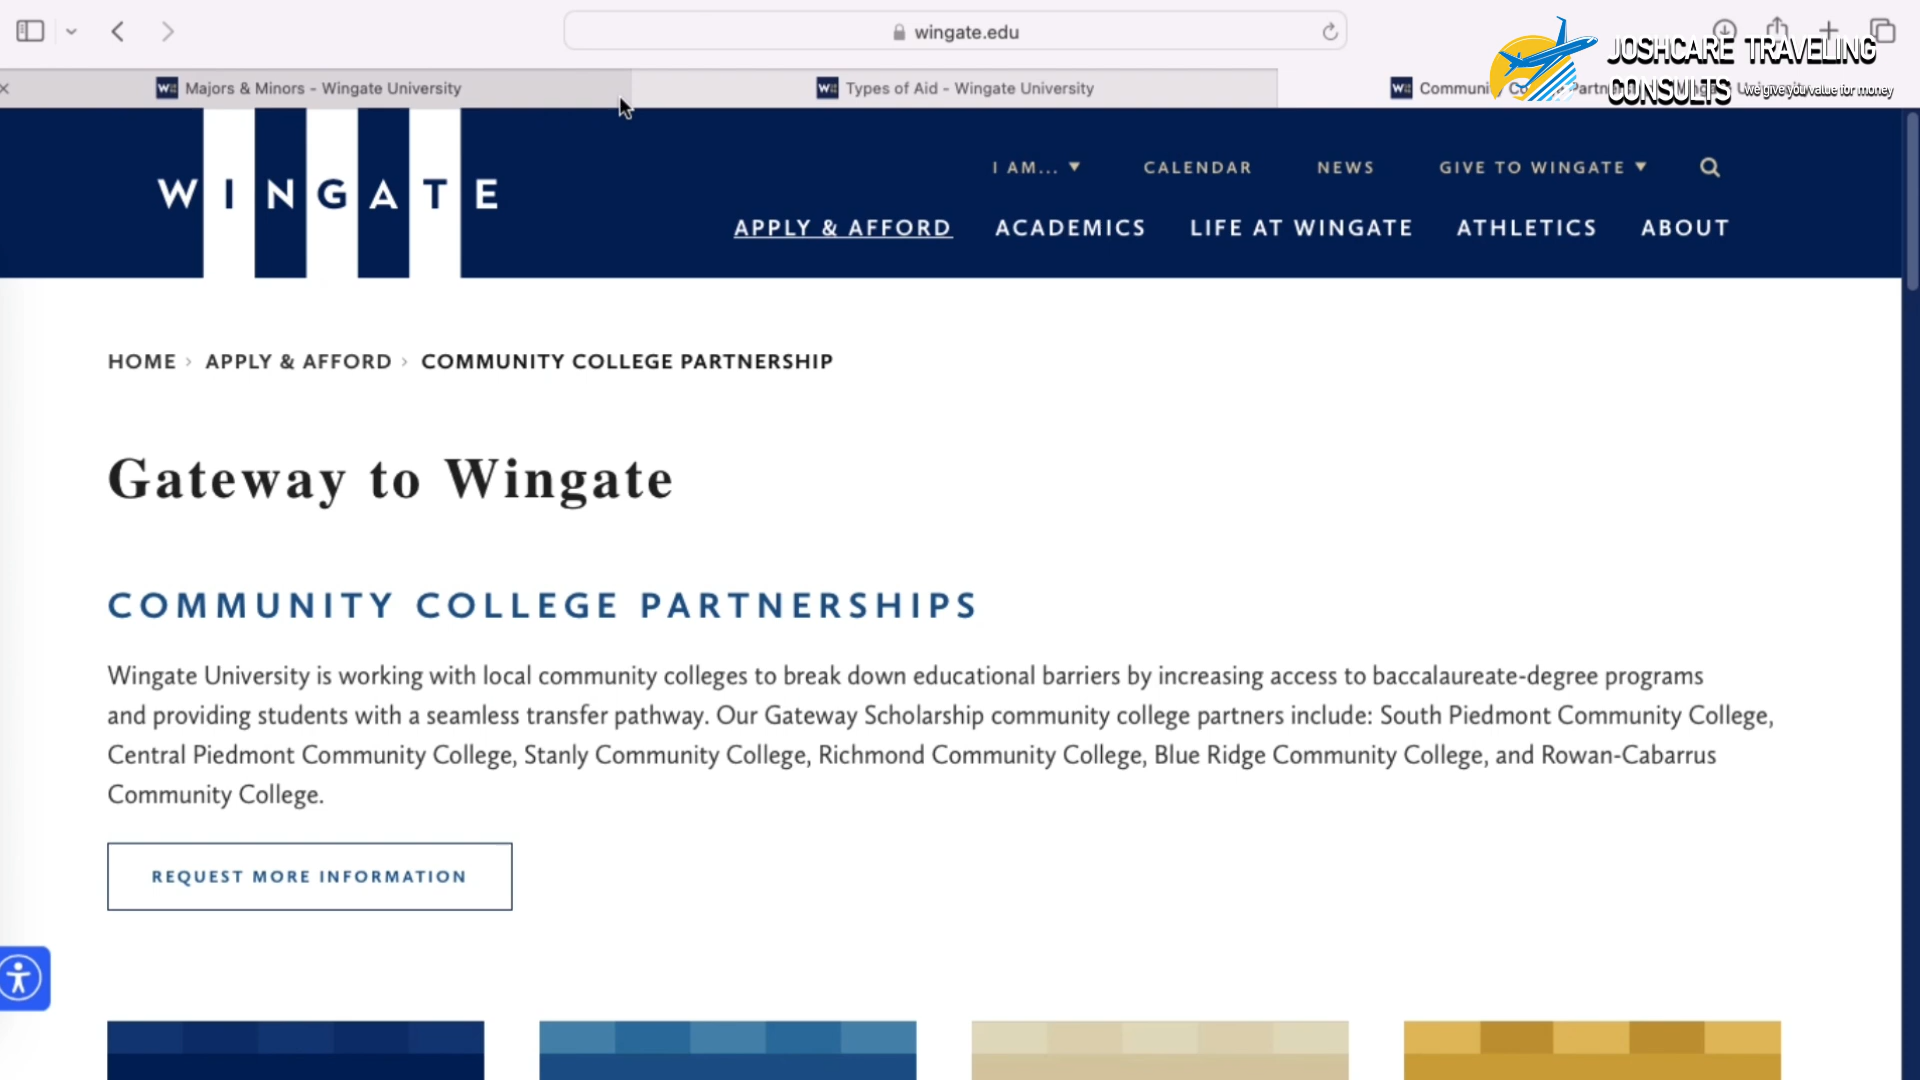 wingate.edu
JOSHCARE TRAVELING
CONSULTS We give you value for money
Majors & Minors - Wingate University
Types of Aid - Wingate University
WINGATE
I AM... ▼ CALENDAR NEWS GIVE TO WINGATE ▼
APPLY & AFFORD ACADEMICS LIFE AT WINGATE ATHLETICS ABOUT
HOME › APPLY & AFFORD › COMMUNITY COLLEGE PARTNERSHIP
Gateway to Wingate
COMMUNITY COLLEGE PARTNERSHIPS
Wingate University is working with local community colleges to break down educational barriers by increasing access to baccalaureate-degree programs
and providing students with a seamless transfer pathway. Our Gateway Scholarship community college partners include: South Piedmont Community College,
Central Piedmont Community College, Stanly Community College, Richmond Community College, Blue Ridge Community College, and Rowan-Cabarrus
Community College.
REQUEST MORE INFORMATION